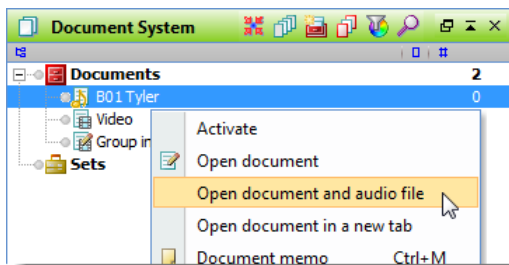 Document System
#
Documents 2
B01 Tyler 0
Video
Group in
Sets
Activate
Open document
Open document and audio file
Open document in a new tab
Document memo Ctrl+M